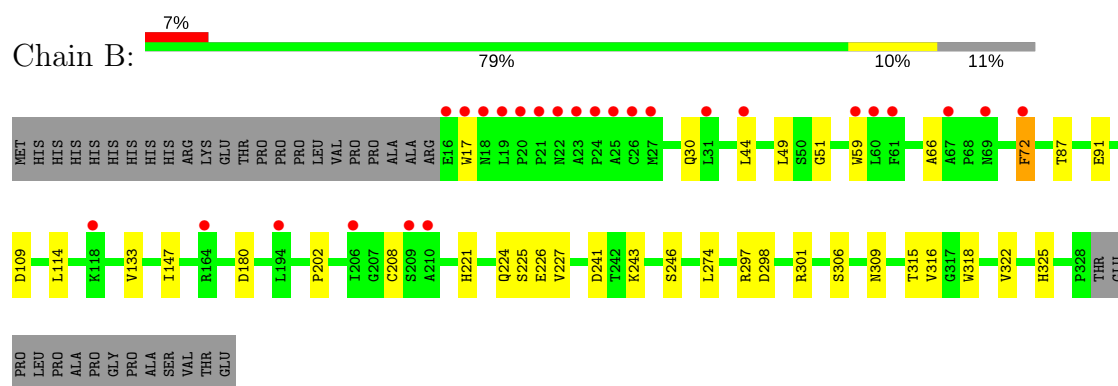 7%
Chain B:
79% 10% 11%
MET HIS HIS HIS HIS HIS HIS HIS HIS ARG LYS GLU THR PRO PRO PRO LEU VAL PRO PRO ALA ALA ARG E16 W17 N18 L19 P20 P21 N22 A23 P24 A25 C26 M27 Q30 L31 L44 L49 S50 G51 W59 L60 F61 A66 A67 P68 N69 F72 T87 E91
D109 L114 K118 V133 I147 R164 D180 L194 P202 I206 G207 C208 S209 A210 H221 Q224 S225 E226 V227 D241 T242 K243 S246 L274 R297 D298 R301 S306 N309 T315 V316 G317 W318 V322 H325 P328 THR GLU
PRO LEU PRO ALA PRO GLY PRO ALA SER VAL THR GLU